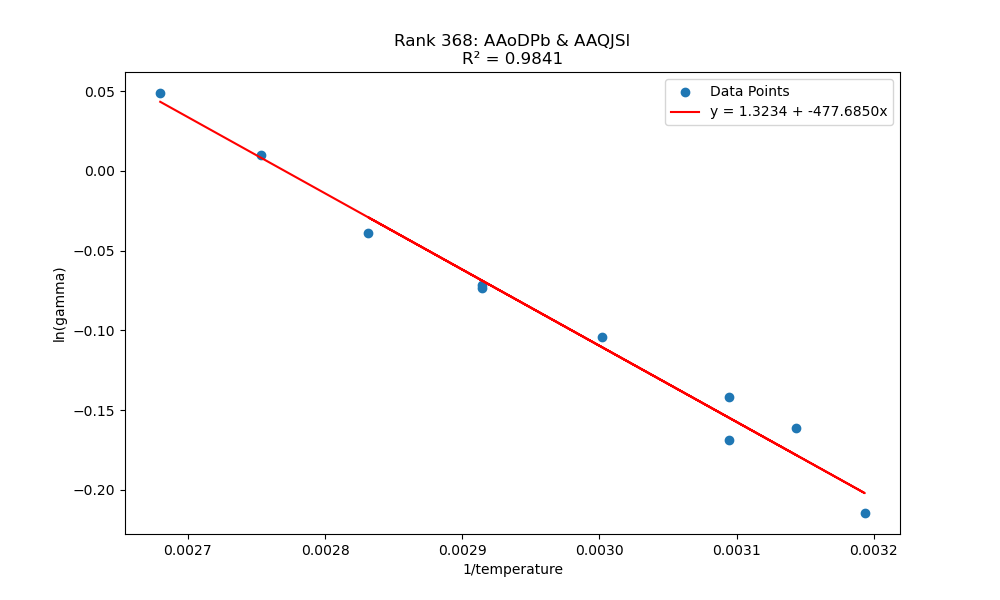 Rank 368: AAoDPb & AAQJSI
R² = 0.9841
Data Points
y = 1.3234 + -477.6850x
0.05
0.00
−0.05
−0.10
−0.15
−0.20
ln(gamma)
0.0027 0.0028 0.0029 0.0030 0.0031 0.0032
1/temperature